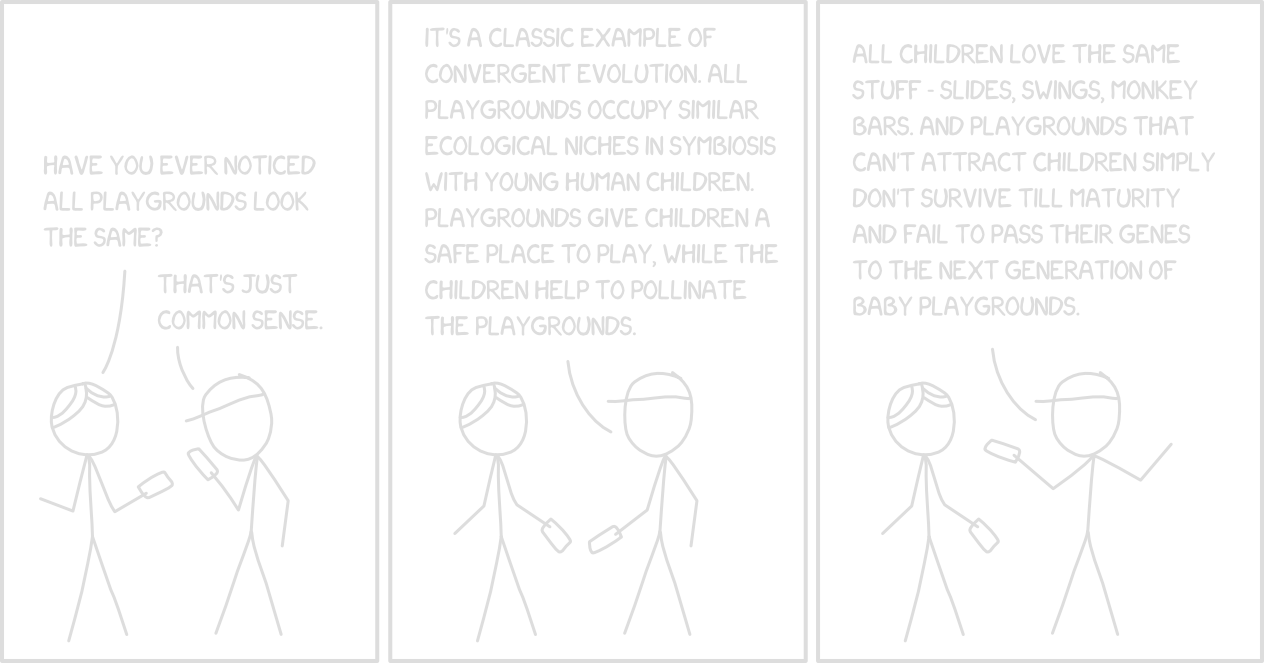 HAVE YOU EVER NOTICED
ALL PLAYGROUNDS LOOK
THE SAME?
THAT'S JUST
COMMON SENSE.
IT'S A CLASSIC EXAMPLE OF
CONVERGENT EVOLUTION. ALL
PLAYGROUNDS OCCUPY SIMILAR
ECOLOGICAL NICHES IN SYMBIOSIS
WITH YOUNG HUMAN CHILDREN.
PLAYGROUNDS GIVE CHILDREN A
SAFE PLACE TO PLAY, WHILE THE
CHILDREN HELP TO POLLINATE
THE PLAYGROUNDS.
ALL CHILDREN LOVE THE SAME
STUFF - SLIDES, SWINGS, MONKEY
BARS. AND PLAYGROUNDS THAT
CAN'T ATTRACT CHILDREN SIMPLY
DON'T SURVIVE TILL MATURITY
AND FAIL TO PASS THEIR GENES
TO THE NEXT GENERATION OF
BABY PLAYGROUNDS.